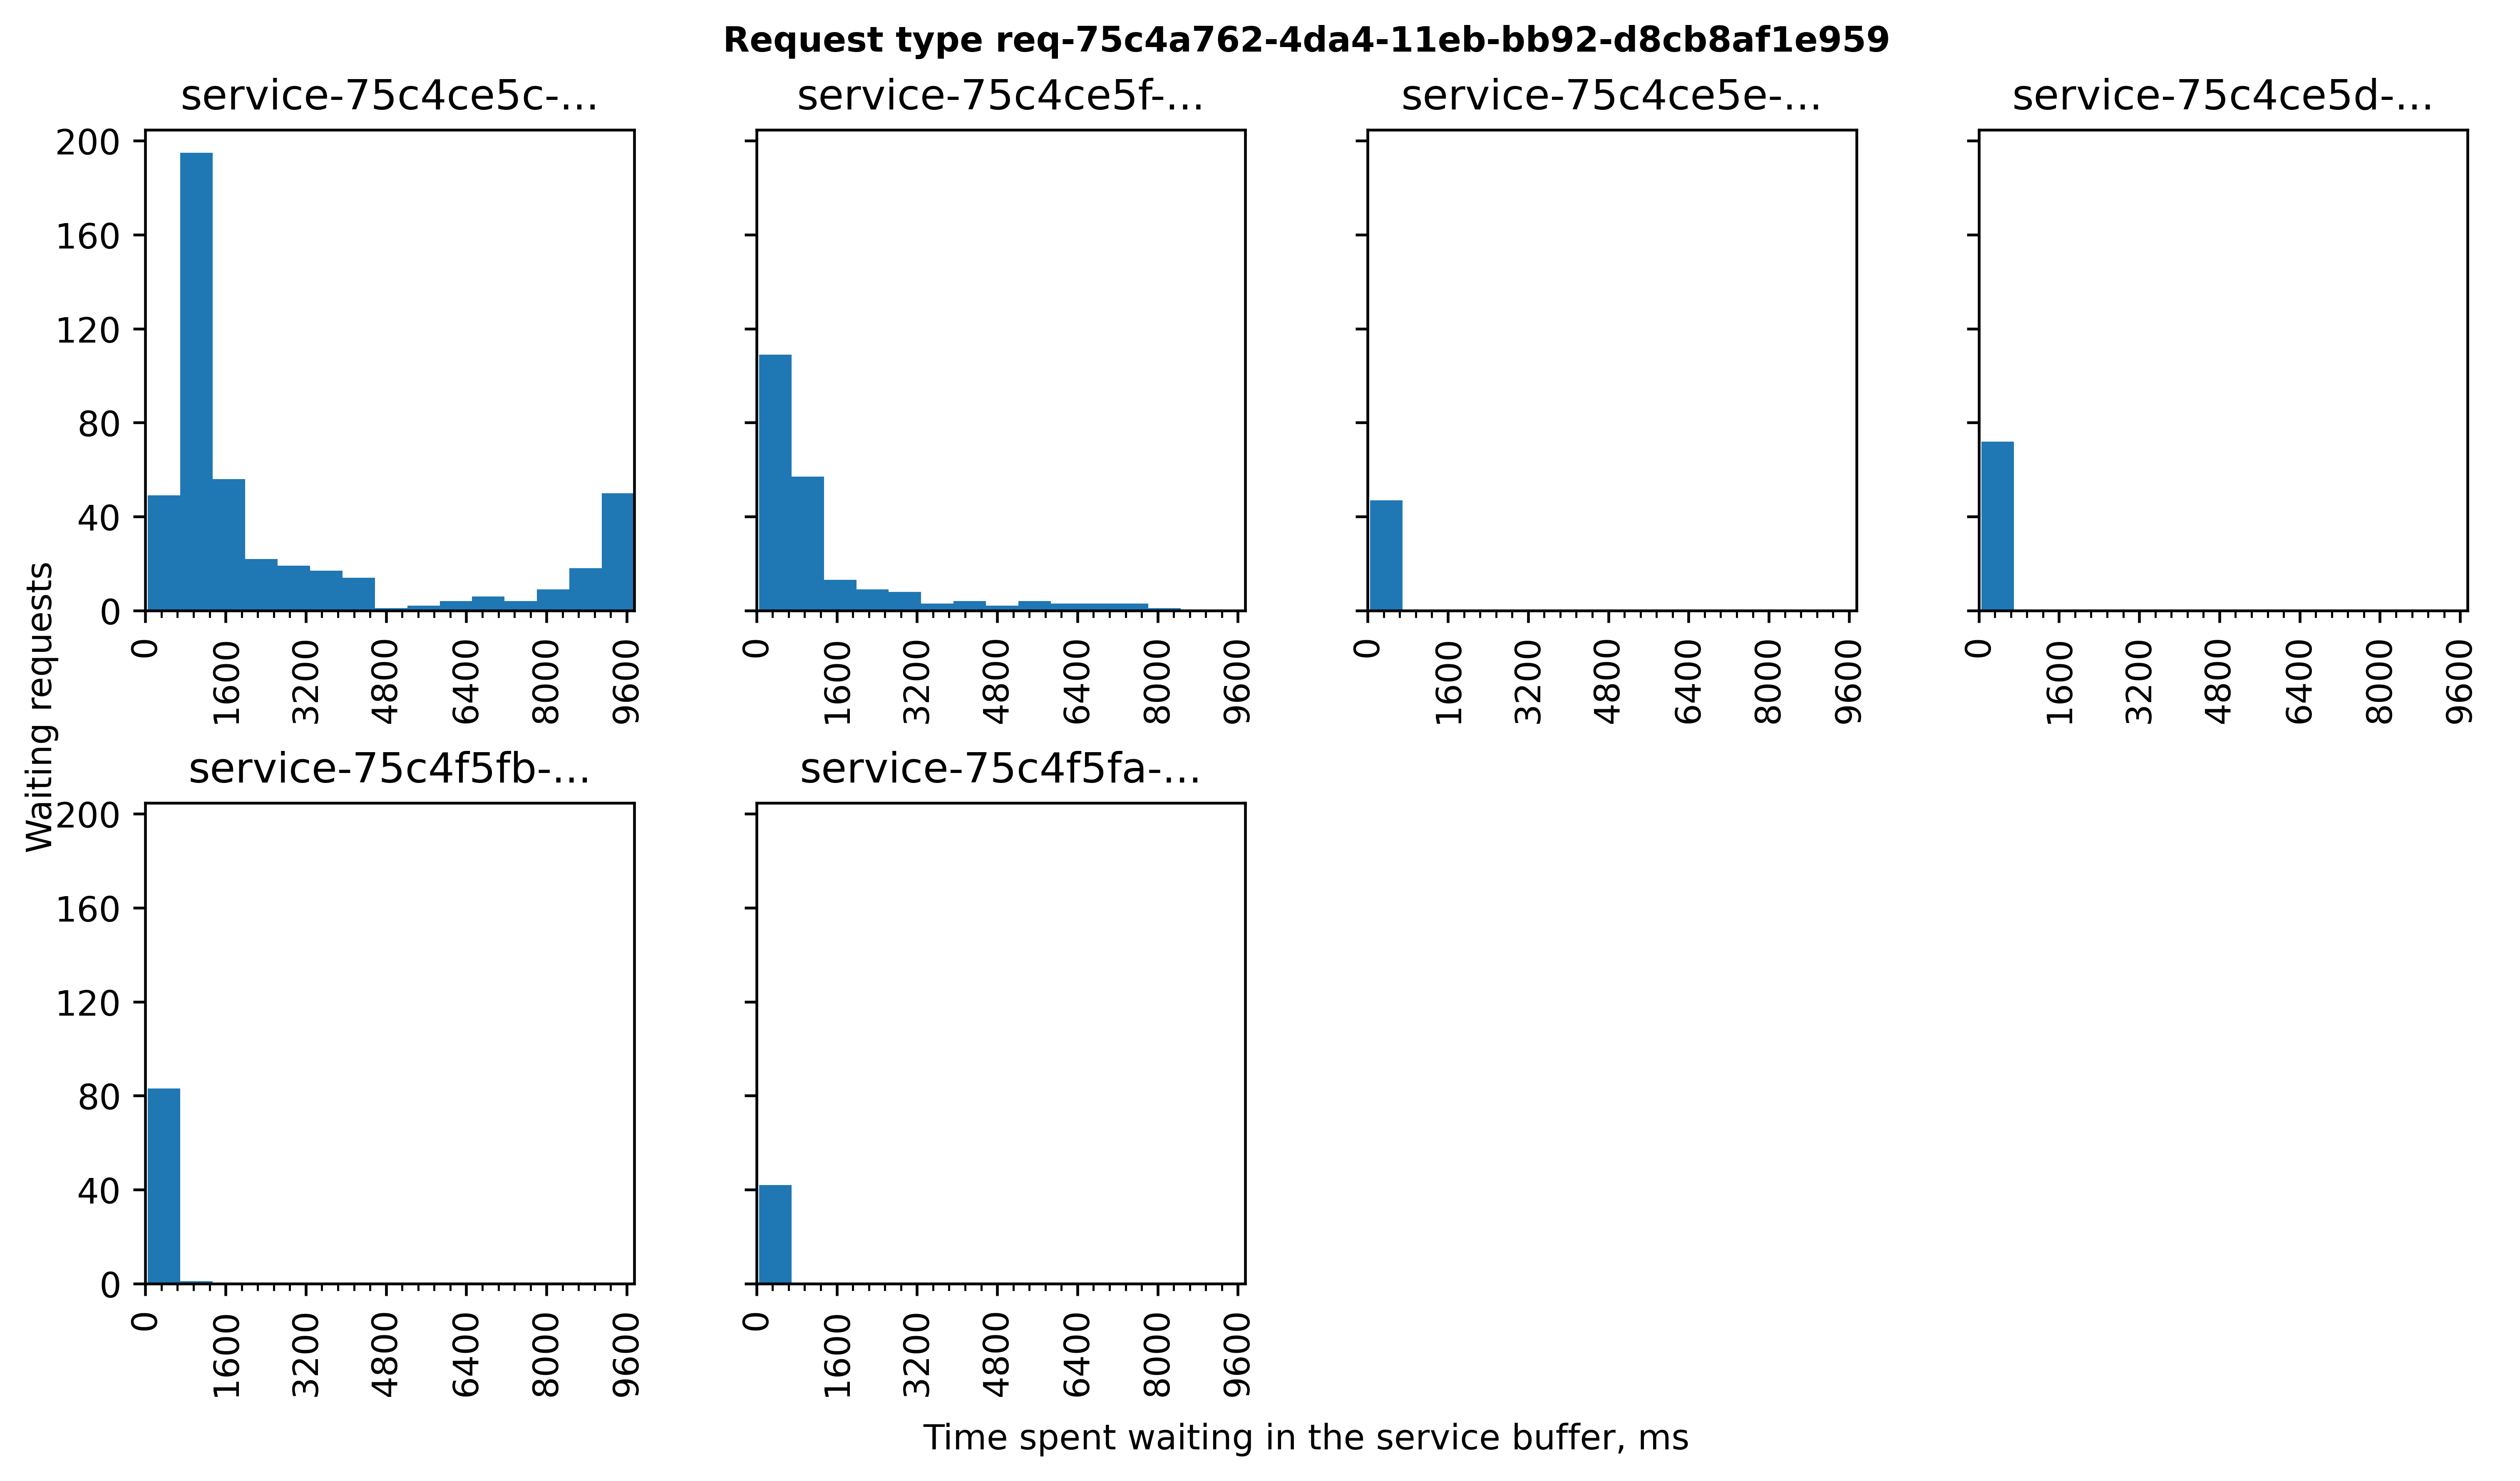 Request type req-75c4a762-4da4-11eb-bb92-d8cb8af1e959
service-75c4ce5c-...
service-75c4ce5f-...
service-75c4ce5e-...
service-75c4ce5d-...
200
160
120
80
40
0
0 1600 3200 4800 6400 8000 9600
0 1600 3200 4800 6400 8000 9600
0 1600 3200 4800 6400 8000 9600
0 1600 3200 4800 6400 8000 9600
Waiting requests
service-75c4f5fb-...
service-75c4f5fa-...
200
160
120
80
40
0
0 1600 3200 4800 6400 8000 9600
0 1600 3200 4800 6400 8000 9600
Time spent waiting in the service buffer, ms